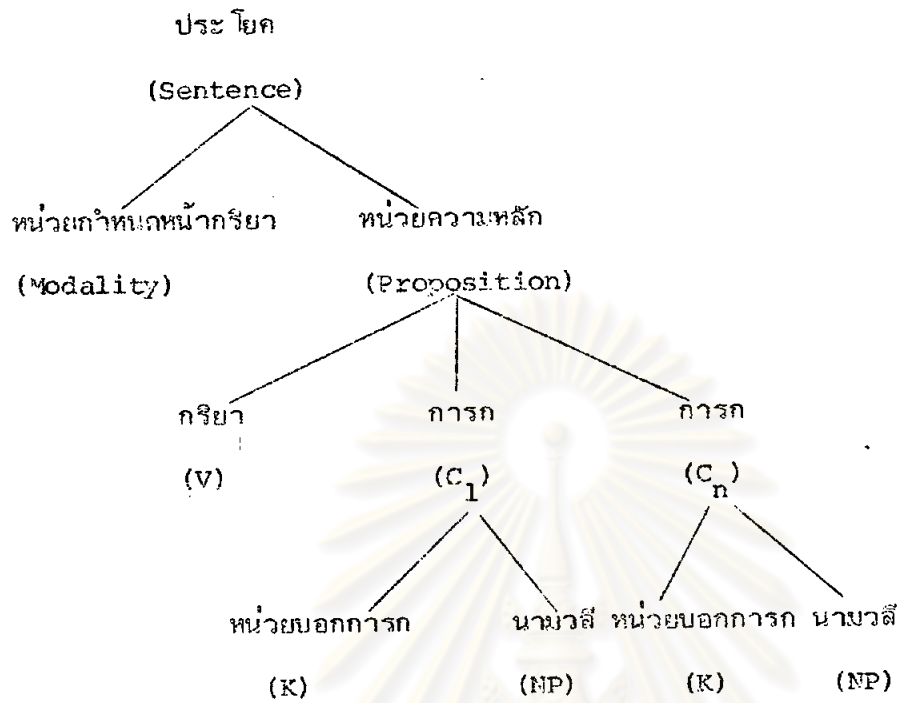 ประโยค
(Sentence)
หน่วยกำหนดหน้ากริยา หน่วยความหลัก
(Modality) (Proposition)
กริยา การก การก
(V) (C1) (Cn)
หน่วยบอกการก นามวลี หน่วยบอกการก นามวลี
(K) (NP) (K) (NP)